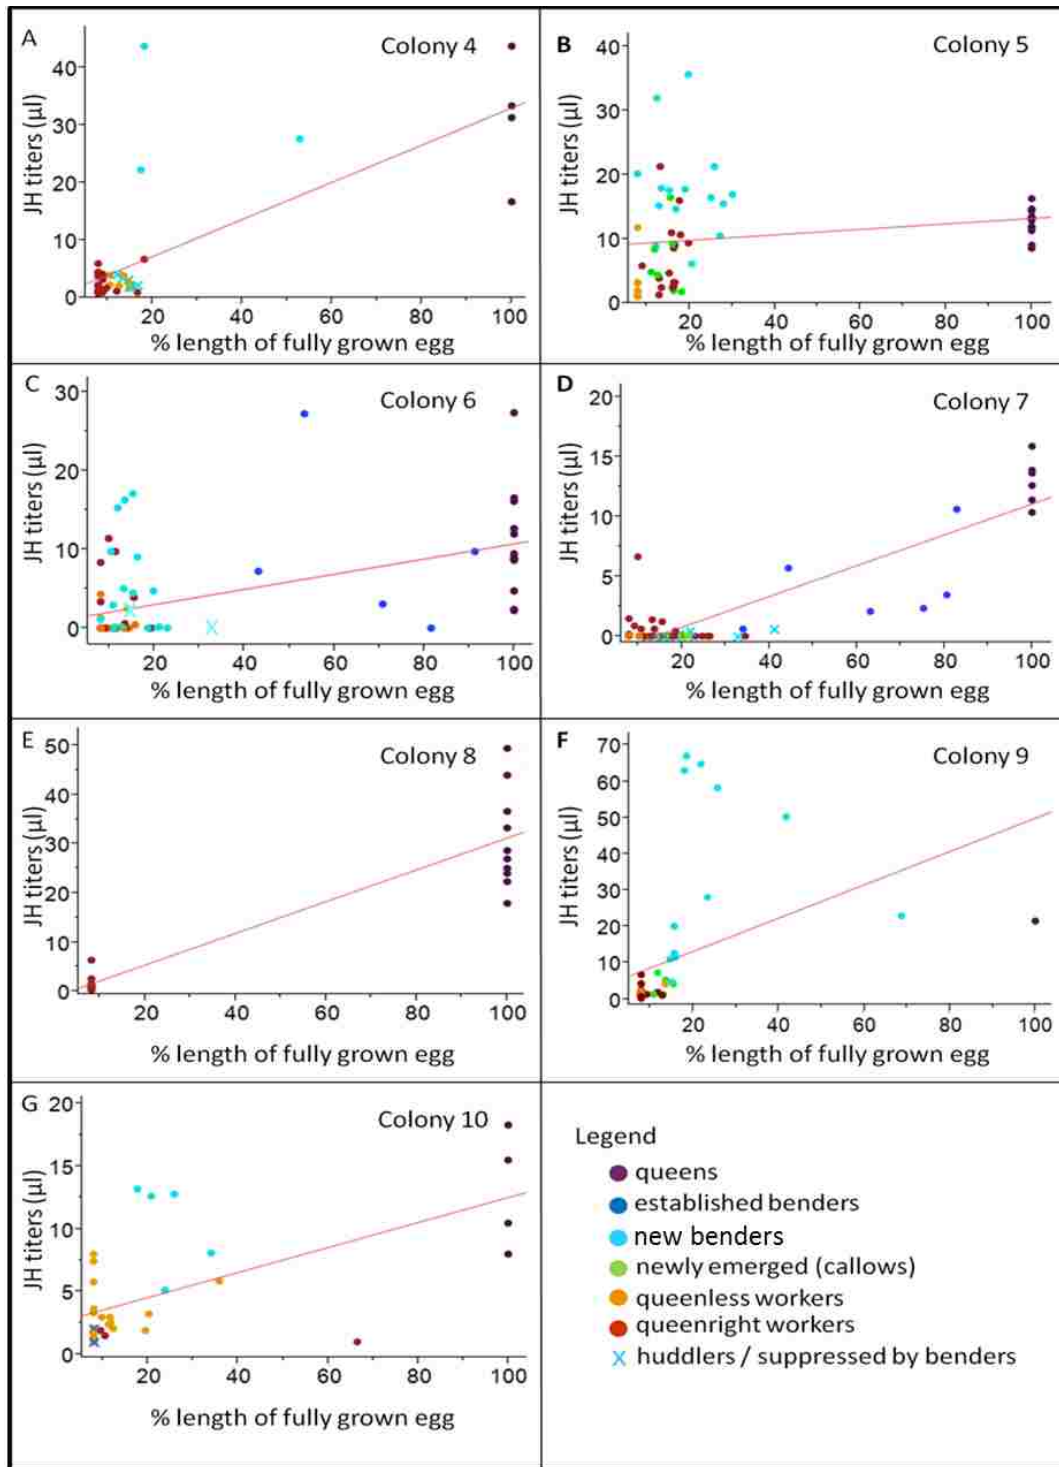 A
Colony 4
JH titers (µl)
40
30
20
10
0
20 40 60 80 100
% length of fully grown egg
B
Colony 5
JH titers (µl)
40
30
20
10
0
20 40 60 80 100
% length of fully grown egg
C
Colony 6
JH titers (µl)
30
20
10
0
20 40 60 80 100
% length of fully grown egg
D
Colony 7
JH titers (µl)
20
15
10
5
0
20 40 60 80 100
% length of fully grown egg
E
Colony 8
JH titers (µl)
50
40
30
20
10
0
20 40 60 80 100
% length of fully grown egg
F
Colony 9
JH titers (µl)
70
60
50
40
30
20
10
0
20 40 60 80 100
% length of fully grown egg
G
Colony 10
JH titers (µl)
20
15
10
5
0
20 40 60 80 100
% length of fully grown egg
Legend
queens
established benders
new benders
newly emerged (callows)
queenless workers
queenright workers
huddlers / suppressed by benders